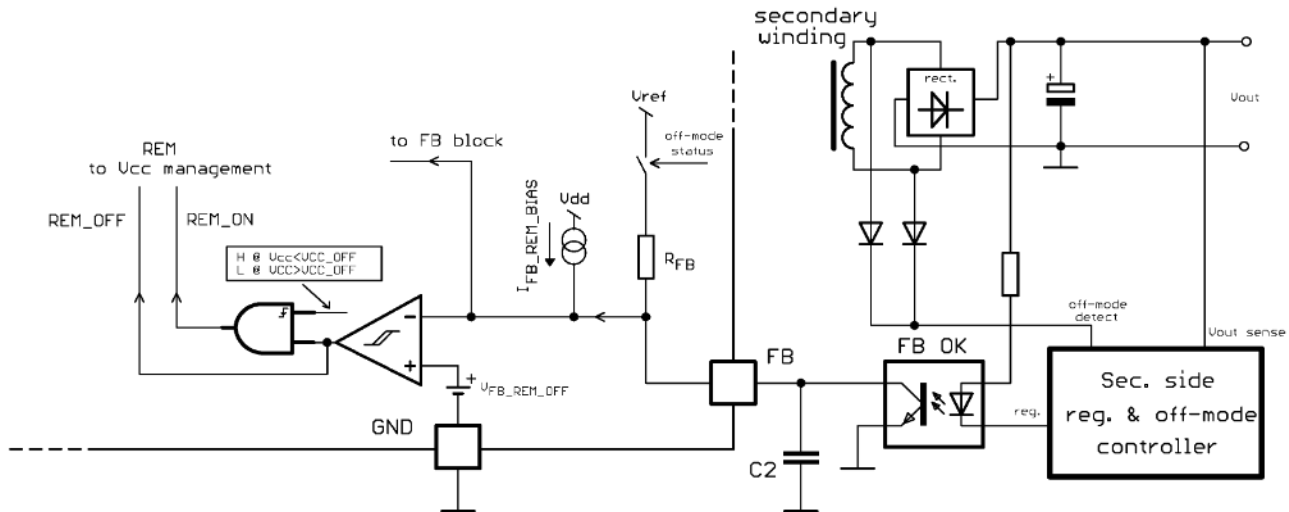 secondary
winding
rect.
+
Vout
Vref
off-mode
status
to FB block
REM
to Vcc management
REM_OFF
REM_ON
IFB_REM_BIAS
Vdd
RFB
H @ Vcc<VCC_OFF
L @ VCC>VCC_OFF
−
+
+
VFB_REM_OFF
off-mode
detect
Vout sense
FB
FB OK
GND
reg.
Sec. side
reg. & off-mode
controller
C2